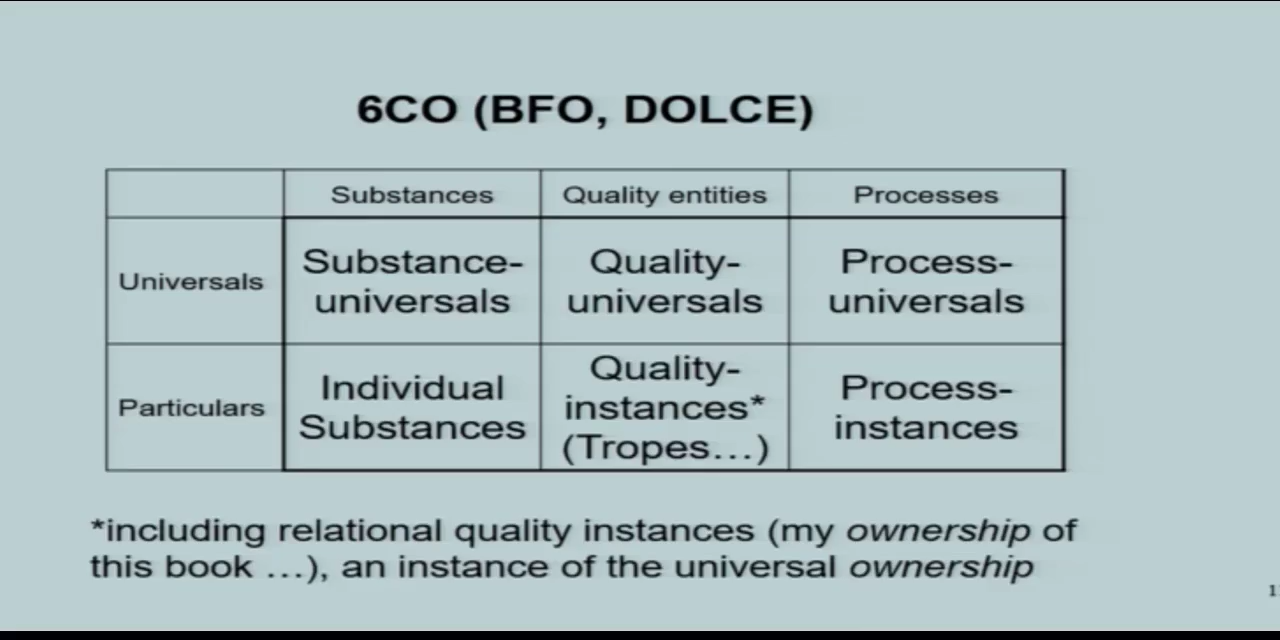 6CO (BFO, DOLCE)
Substances Quality entities Processes
Universals
Substance-
universals
Quality-
universals
Process-
universals
Particulars
Individual
Substances
Quality-
instances*
(Tropes…)
Process-
instances
*including relational quality instances (my ownership of
this book …), an instance of the universal ownership